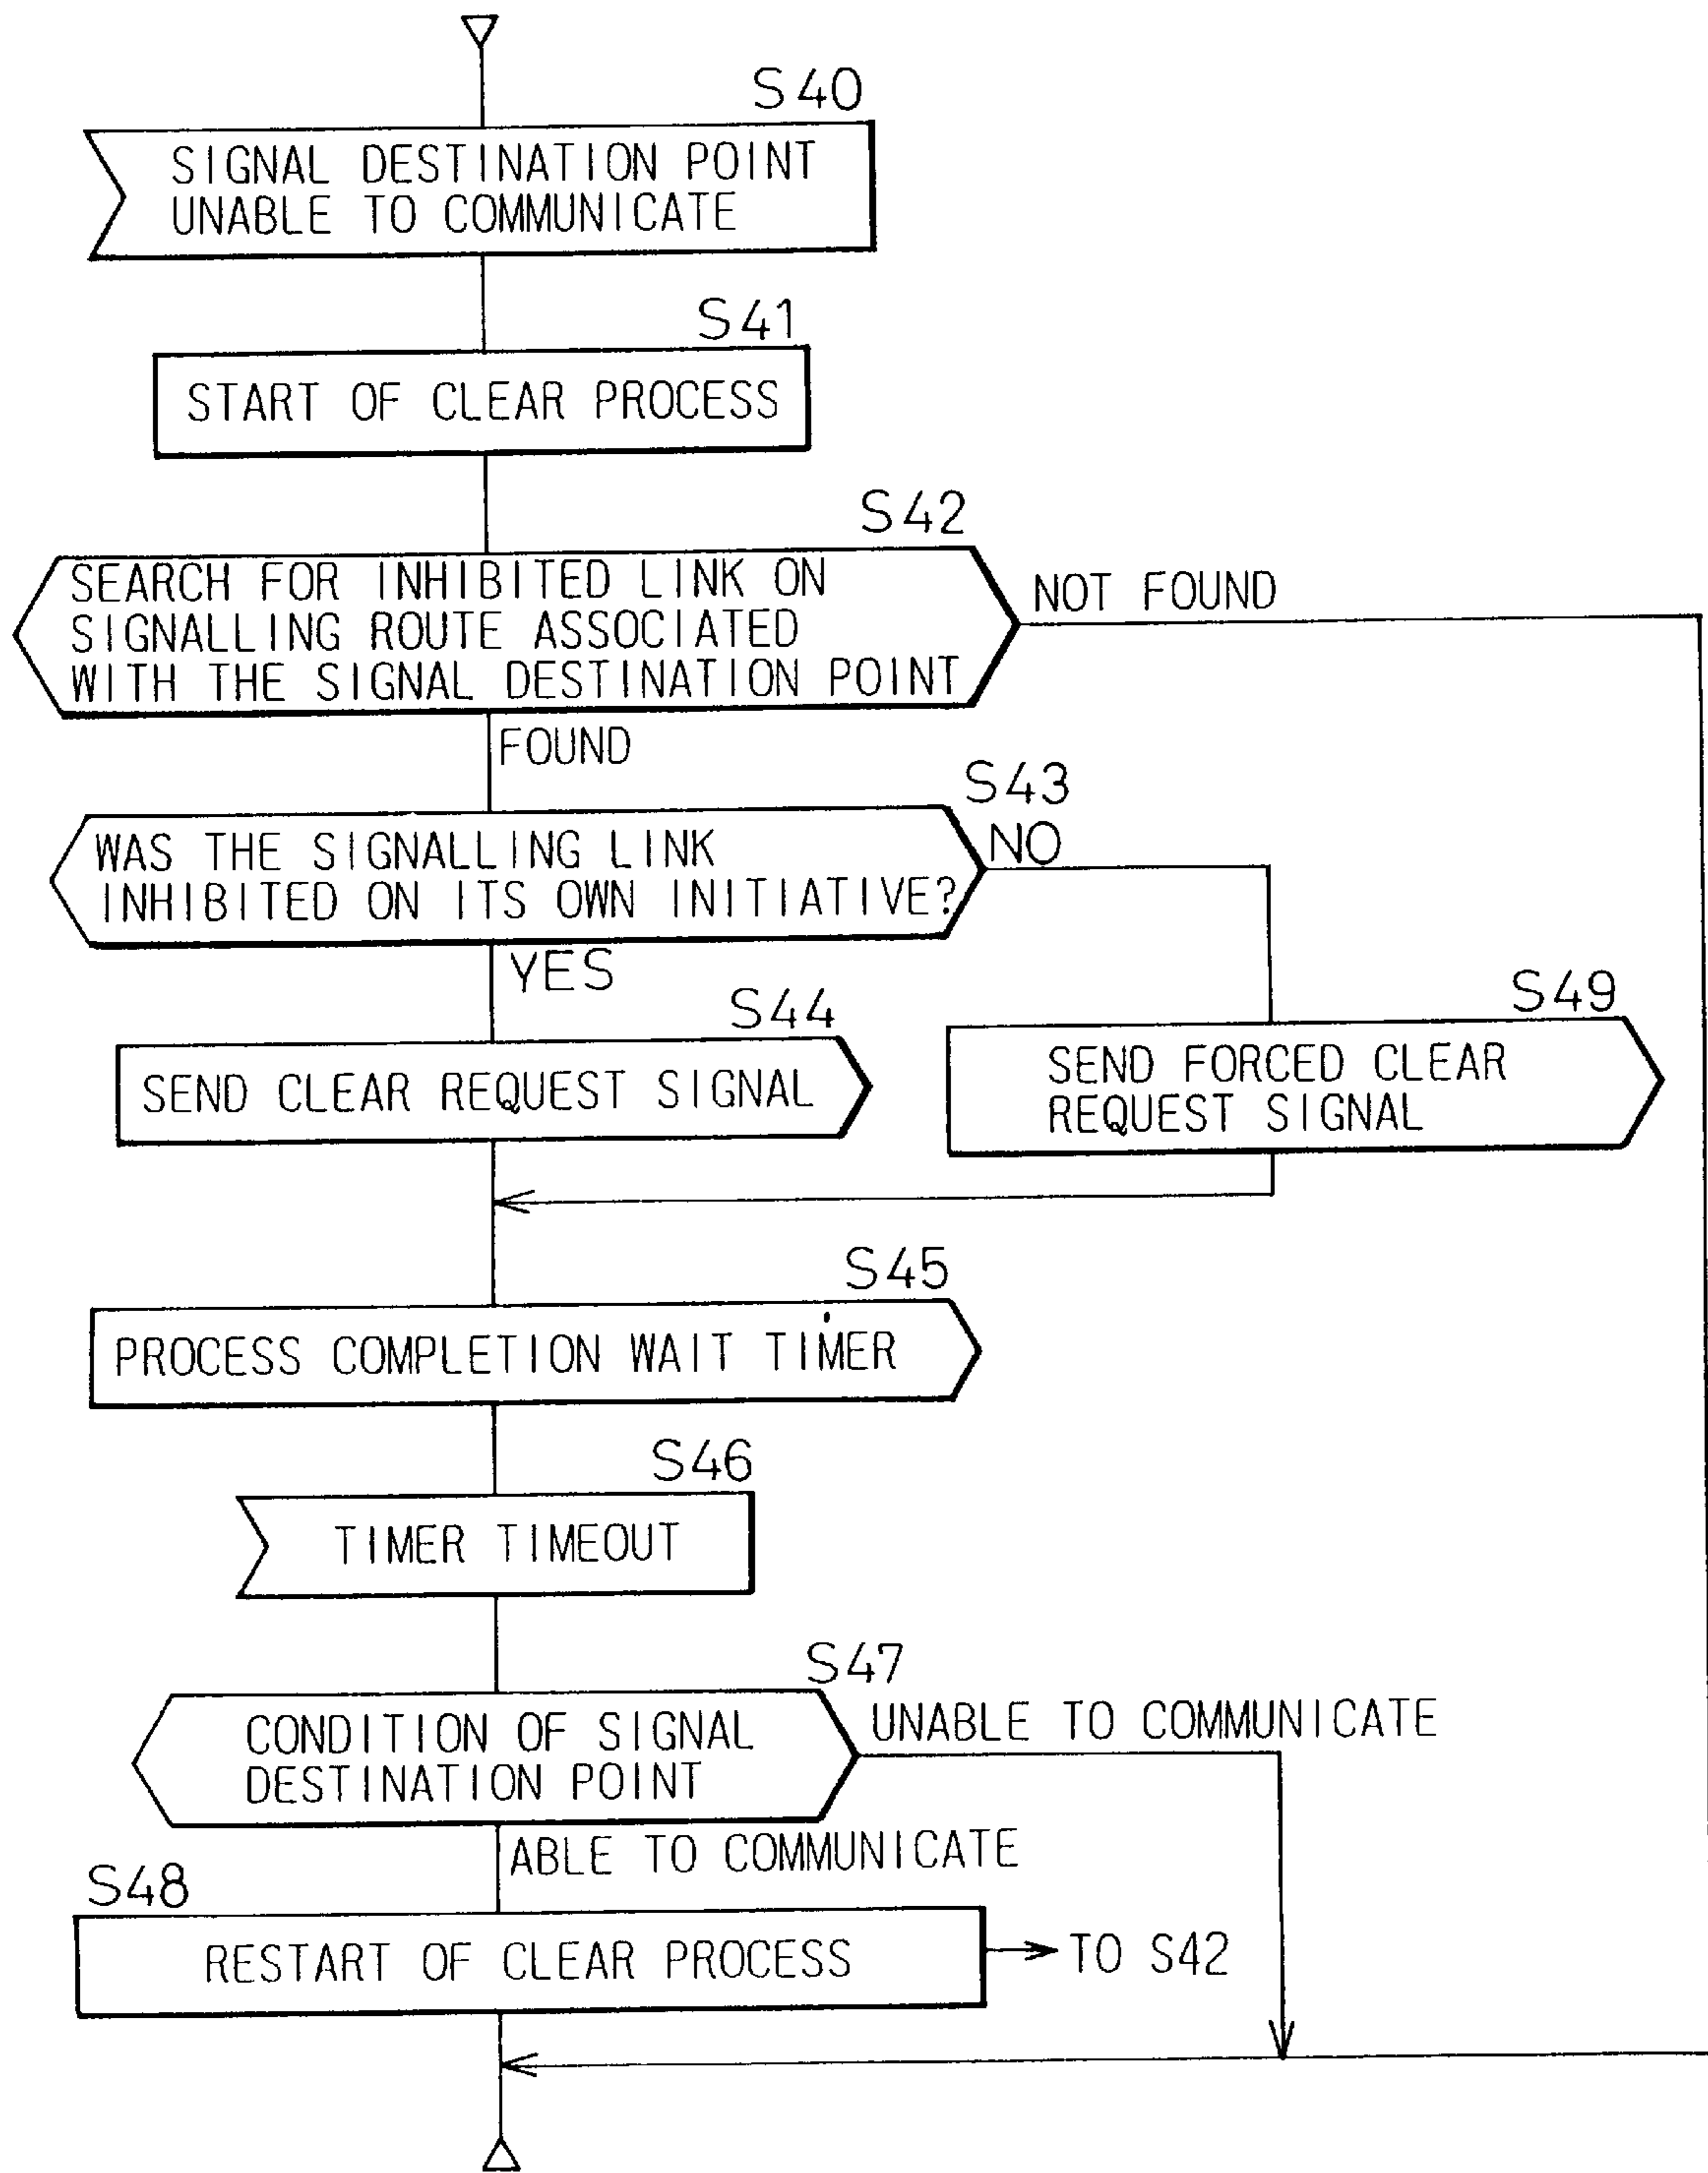 S40
SIGNAL DESTINATION POINT
UNABLE TO COMMUNICATE
S41
START OF CLEAR PROCESS
S42
SEARCH FOR INHIBITED LINK ON
SIGNALLING ROUTE ASSOCIATED
WITH THE SIGNAL DESTINATION POINT
NOT FOUND
FOUND
S43
WAS THE SIGNALLING LINK
INHIBITED ON ITS OWN INITIATIVE?
NO
YES
S44
SEND CLEAR REQUEST SIGNAL
S49
SEND FORCED CLEAR
REQUEST SIGNAL
S45
PROCESS COMPLETION WAIT TIMER
S46
TIMER TIMEOUT
S47
CONDITION OF SIGNAL
DESTINATION POINT
UNABLE TO COMMUNICATE
ABLE TO COMMUNICATE
S48
RESTART OF CLEAR PROCESS
TO S42